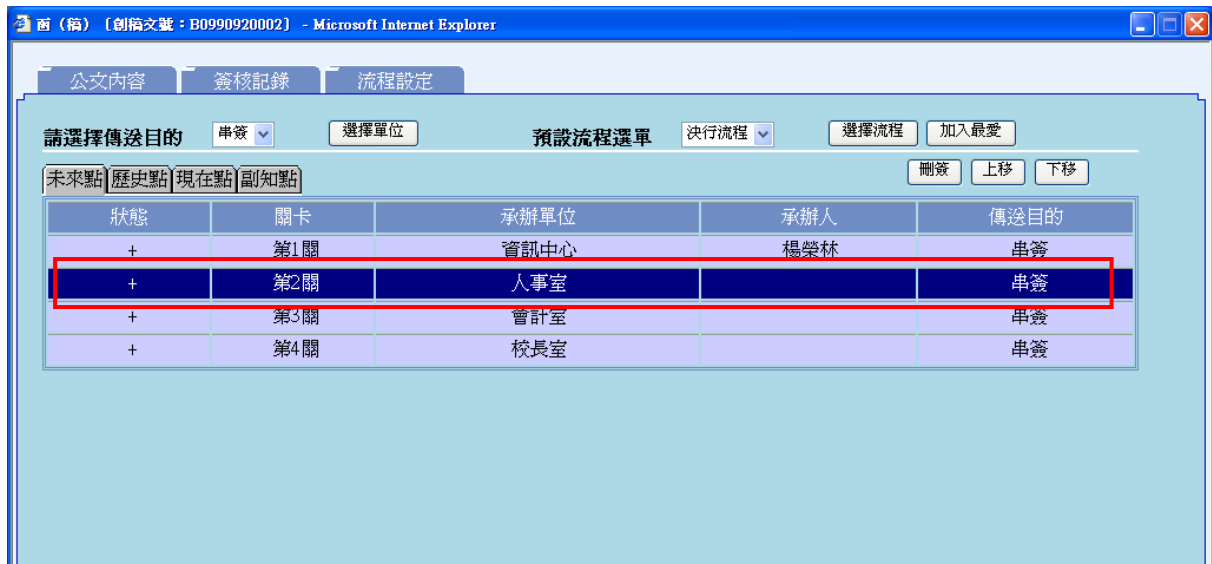 函（稿）〔創稿文號：B0990920002〕 - Microsoft Internet Explorer
公文內容 簽核記錄 流程設定
請選擇傳送目的 串簽 選擇單位 預設流程選單 決行流程 選擇流程 加入最愛
未來點 歷史點 現在點 副知點 刪簽 上移 下移
狀態 關卡 承辦單位 承辦人 傳送目的
+ 第1關 資訊中心 楊榮林 串簽
+ 第2關 人事室 串簽
+ 第3關 會計室 串簽
+ 第4關 校長室 串簽